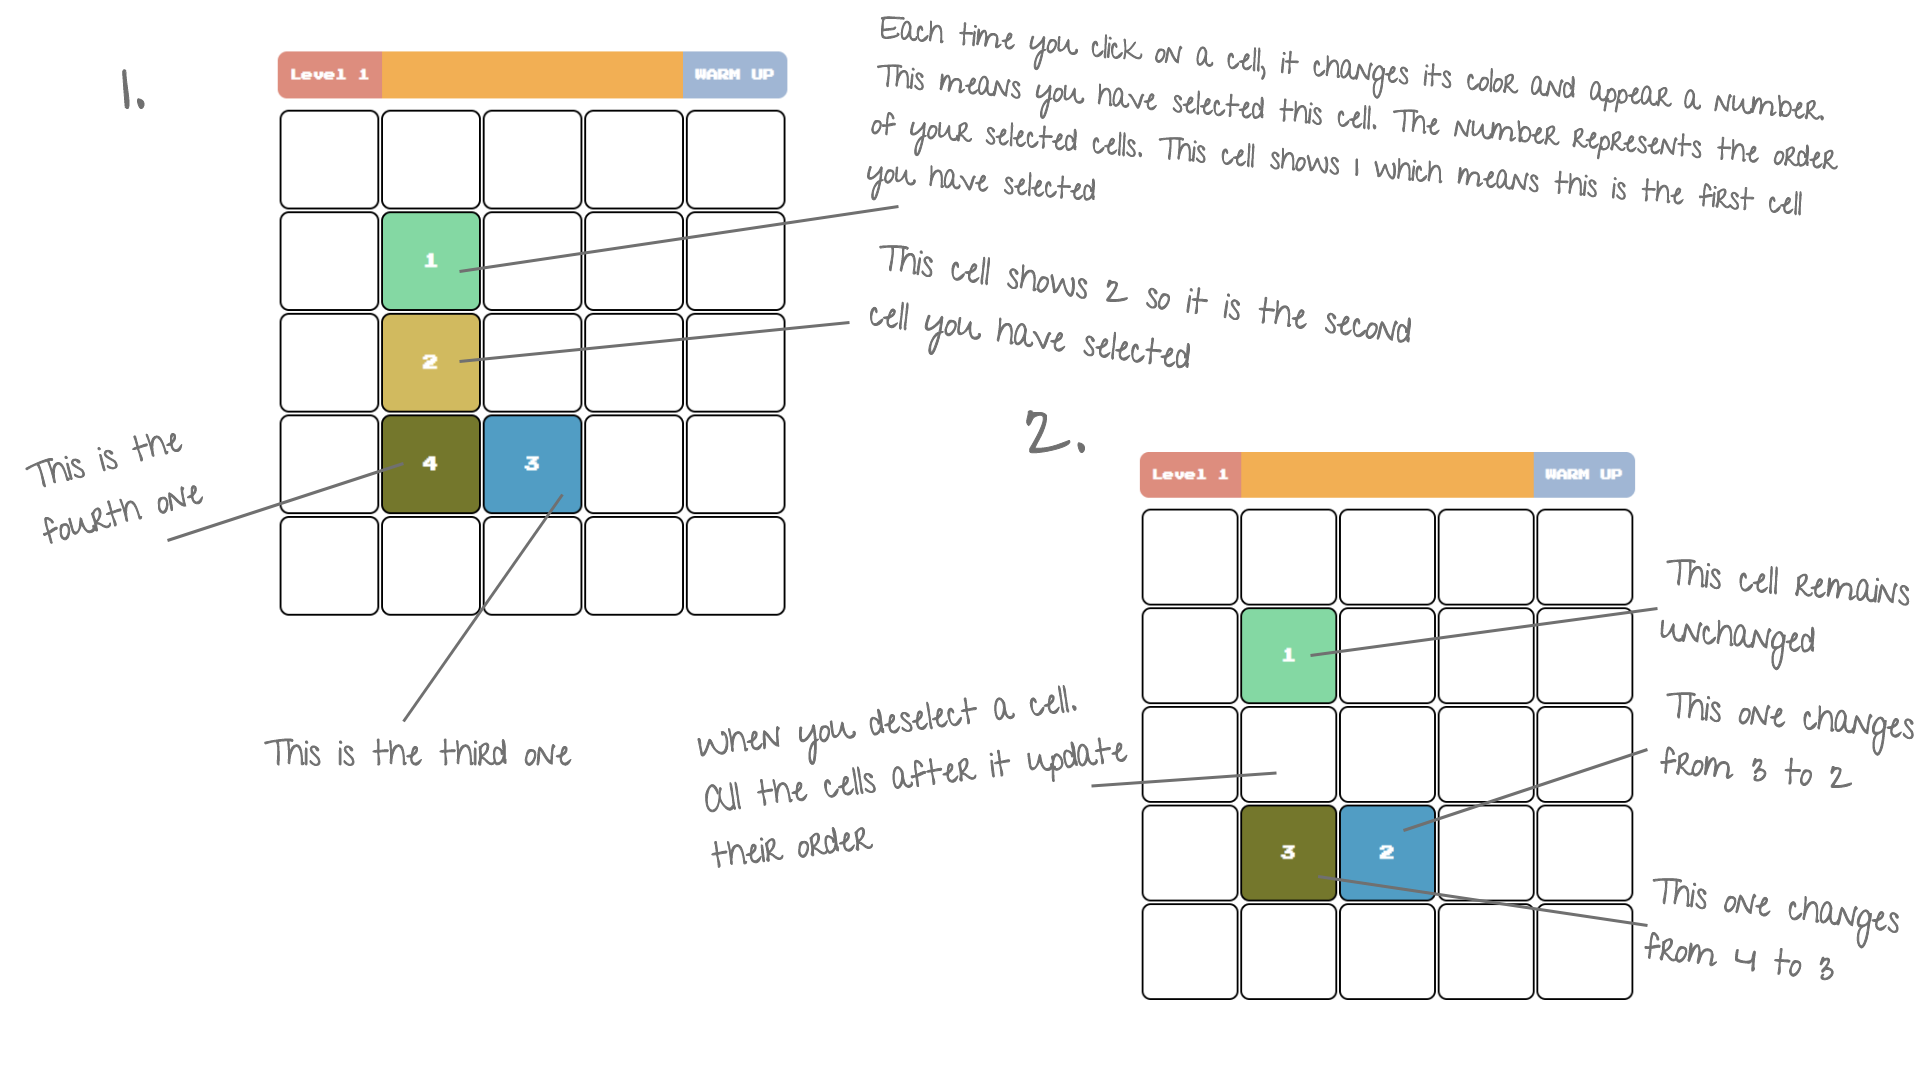 1.
Level 1 WARM UP
Each time you click on a cell, it changes its color and appear a number.
This means you have selected this cell. The number represents the order
of your selected cells. This cell shows 1 which means this is the first cell
you have selected
1
This cell shows 2 so it is the second
cell you have selected
2
This is the
fourth one
4 3
This is the third one
2.
Level 1 WARM UP
This cell remains
unchanged
1
When you deselect a cell.
All the cells after it update
their order
This one changes
from 3 to 2
3 2
This one changes
from 4 to 3